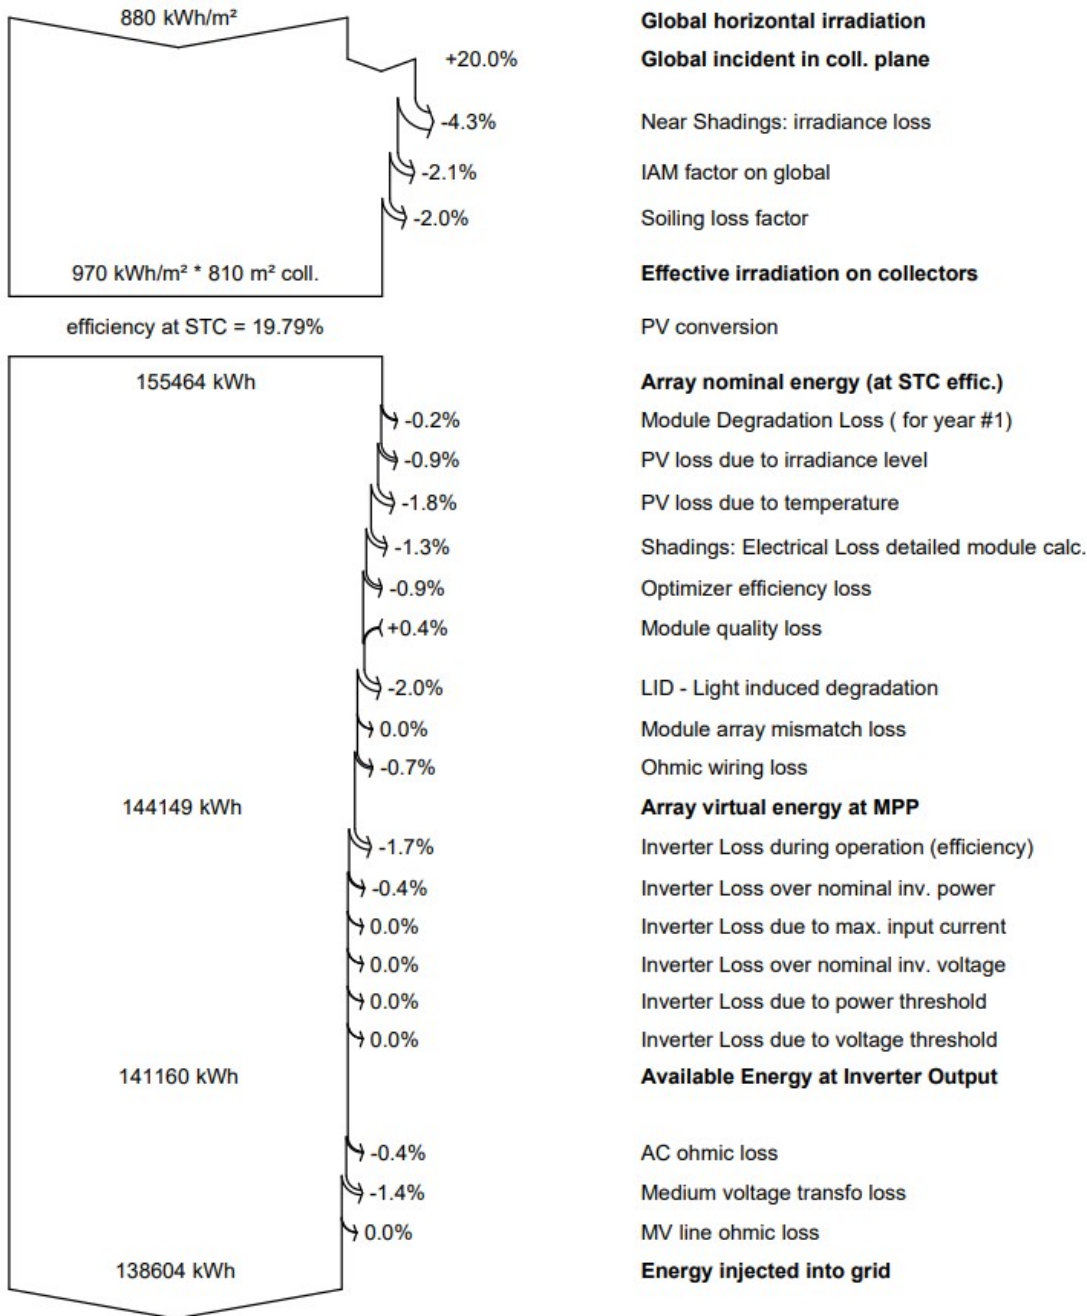 880 kWh/m² Global horizontal irradiation
+20.0% Global incident in coll. plane
-4.3% Near Shadings: irradiance loss
-2.1% IAM factor on global
-2.0% Soiling loss factor
970 kWh/m² * 810 m² coll. Effective irradiation on collectors
efficiency at STC = 19.79% PV conversion
155464 kWh Array nominal energy (at STC effic.)
-0.2% Module Degradation Loss ( for year #1)
-0.9% PV loss due to irradiance level
-1.8% PV loss due to temperature
-1.3% Shadings: Electrical Loss detailed module calc.
-0.9% Optimizer efficiency loss
+0.4% Module quality loss
-2.0% LID - Light induced degradation
0.0% Module array mismatch loss
-0.7% Ohmic wiring loss
144149 kWh Array virtual energy at MPP
-1.7% Inverter Loss during operation (efficiency)
-0.4% Inverter Loss over nominal inv. power
0.0% Inverter Loss due to max. input current
0.0% Inverter Loss over nominal inv. voltage
0.0% Inverter Loss due to power threshold
0.0% Inverter Loss due to voltage threshold
141160 kWh Available Energy at Inverter Output
-0.4% AC ohmic loss
-1.4% Medium voltage transfo loss
0.0% MV line ohmic loss
138604 kWh Energy injected into grid